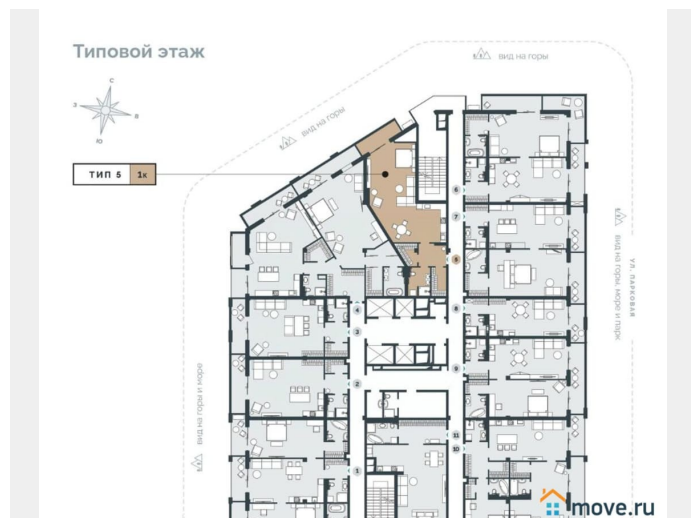 Типовой этаж
С
З
В
Ю
ТИП 5 1к
вид на горы
вид на горы
вид на горы, море и парк
УЛ. ПАРКОВАЯ
вид на горы и море
6
7
5
4
8
3
9
2
11
10
1
move.ru